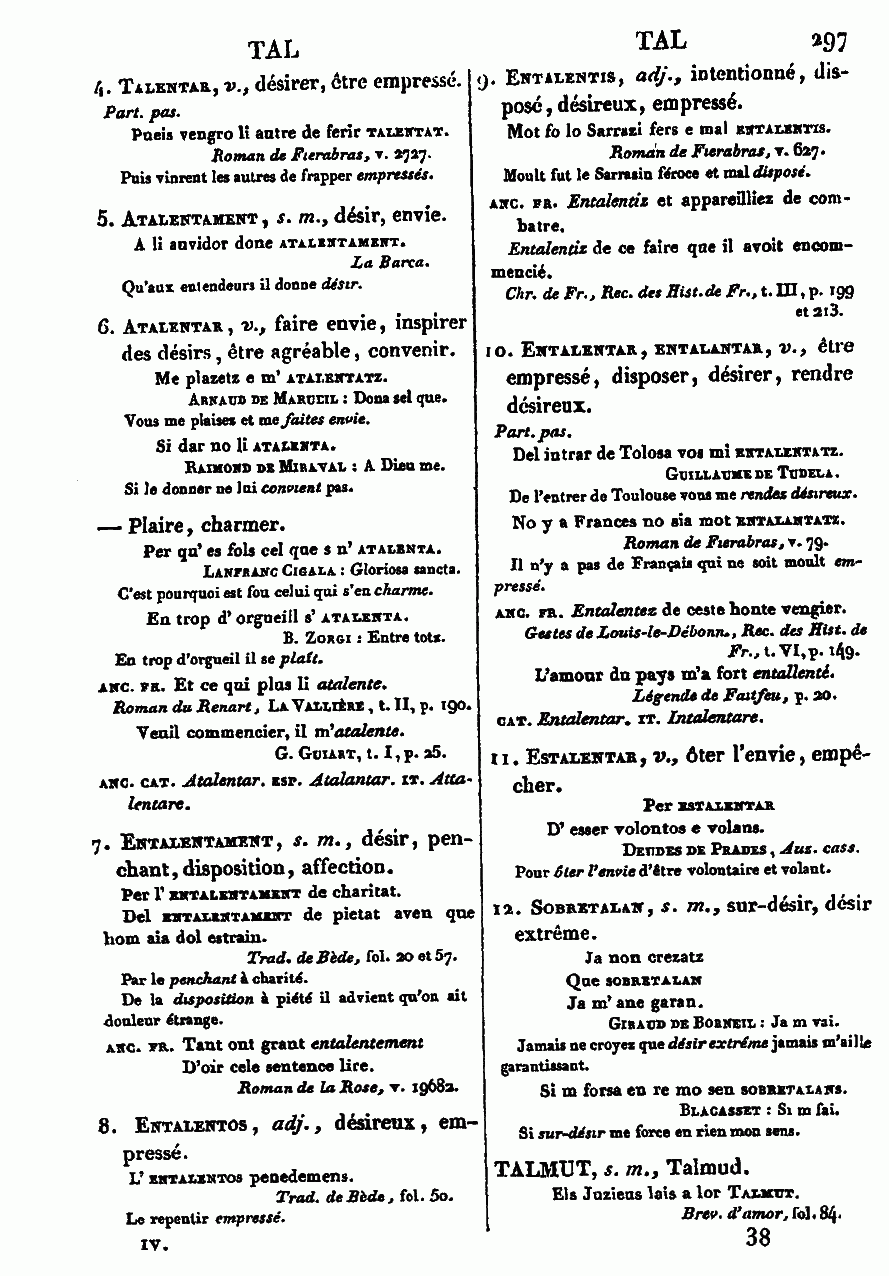 TAL
4. Talentar, v., désirer, être empressé.
Part. pas.
Pueis vengro li autre de ferir talentat.
Roman de Fierabras, v. 2727.
Puis vinrent les autres de frapper empressés.
5. Atalentament, s. m., désir, envie.
A li auvidor done atalentament.
La Barca.
Qu'aux entendeurs il donne désir.
6. Atalentar, v., faire envie, inspirer
des désirs, être agréable, convenir.
Me plazetz e m' atalentatz.
Arnaud de Marueil : Dona sel que.
Vous me plaisez et me faites envie.
Si dar no li atalenta.
Raimond de Miraval : A Dieu me.
Si le donner ne lui convient pas.
— Plaire, charmer.
Per qu' es fols cel que s n' atalenta.
Lanfranc Cigala : Gloriosa sancta.
C'est pourquoi est fou celui qui s'en charme.
En trop d' orgueill s' atalenta.
B. Zorgi : Entre totz.
En trop d'orgueil il se plaît.
anc. fr. Et ce qui plus li atalente.
Roman du Renart, La Vallière, t. II, p. 190.
Venil commencier, il m'atalente.
G. Guiart, t. I, p. 25.
anc. cat. Atalentar. esp. Atalantar. it. Atta-
lentare.
7. Entalentament, s. m., désir, pen-
chant, disposition, affection.
Per l' entalentament de charitat.
Del entalentament de pietat aven que
hom aia dol estrain.
Trad. de Bède, fol. 20 et 57.
Par le penchant à charité.
De la disposition à piété il advient qu'on ait
douleur étrange.
anc. fr. Tant ont grant entalentement
D'oir cele sentence lire.
Roman de la Rose, v. 19682.
8. Entalentos, adj., désireux, em-
pressé.
L' entalentos penedemens.
Trad. de Bède, fol. 50.
Le repentir empressé.
IV.
TAL 297
9. Entalentis, adj., intentionné, dis-
posé, désireux, empressé.
Mot fo lo Sarrazi fers e mal entalentis.
Roman de Fierabras, v. 627.
Moult fut le Sarrasin féroce et mal disposé.
anc. fr. Entalentiz et appareilliez de com-
batre.
Entalentiz de ce faire que il avoit encom-
mencié.
Chr. de Fr., Rec. des Hist. de Fr., t. III, p. 199
et 213.
10. Entalentar, entalantar, v., être
empressé, disposer, désirer, rendre
désireux.
Part. pas.
Del intrar de Tolosa vos mi entalentatz.
Guillaume de Tudela.
De l'entrer de Toulouse vous me rendez désireux.
No y a Frances no sia mot entalantatz.
Roman de Fierabras, v. 79.
Il n'y a pas de Français qui ne soit moult em-
pressé.
anc. fr. Entalentez de ceste honte vengier.
Gestes de Louis-le-Débonn., Rec. des Hist. de
Fr., t. VI, p. 149.
L'amour du pays m'a fort entallenté.
Légende de Faitfeu, p. 20.
cat. Entalentar. it. Intalentare.
11. Estalentar, v., ôter l'envie, empê-
cher.
Per estalentar
D' esser volontos e volans.
Deudes de Prades, Aus. cass.
Pour ôter l'envie d'être volontaire et volant.
12. Sobretalan, s. m., sur-désir, désir
extrême.
Ja non crezatz
Que sobretalan
Ja m' anc garan.
Giraud de Borneil : Ja m vai.
Jamais ne croyez que désir extrême jamais m'aille
garantissant.
Si m forsa en re mo sen sobretalans.
Blacasset : Si m fai.
Si sur-désir me force en rien mon sens.
TALMUT, s. m., Talmud.
Els Juzieus lais a lor Talmut.
Brev. d'amor, fol. 84.
38